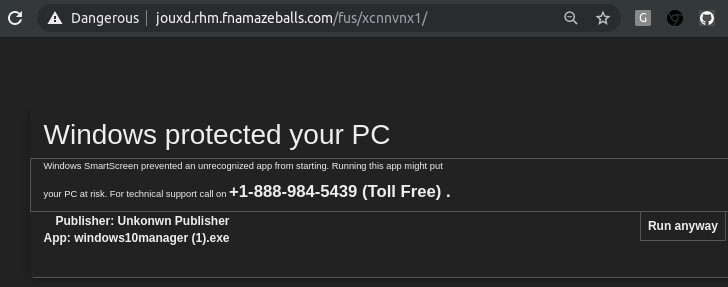 Dangerous jouxd.rhm.fnamazeballs.com/fus/xcnnvnx1/
G
Windows protected your PC
Windows SmartScreen prevented an unrecognized app from starting. Running this app might put
your PC at risk. For technical support call on +1-888-984-5439 (Toll Free) .
Publisher: Unkonwn Publisher
App: windows10manager (1).exe
Run anyway